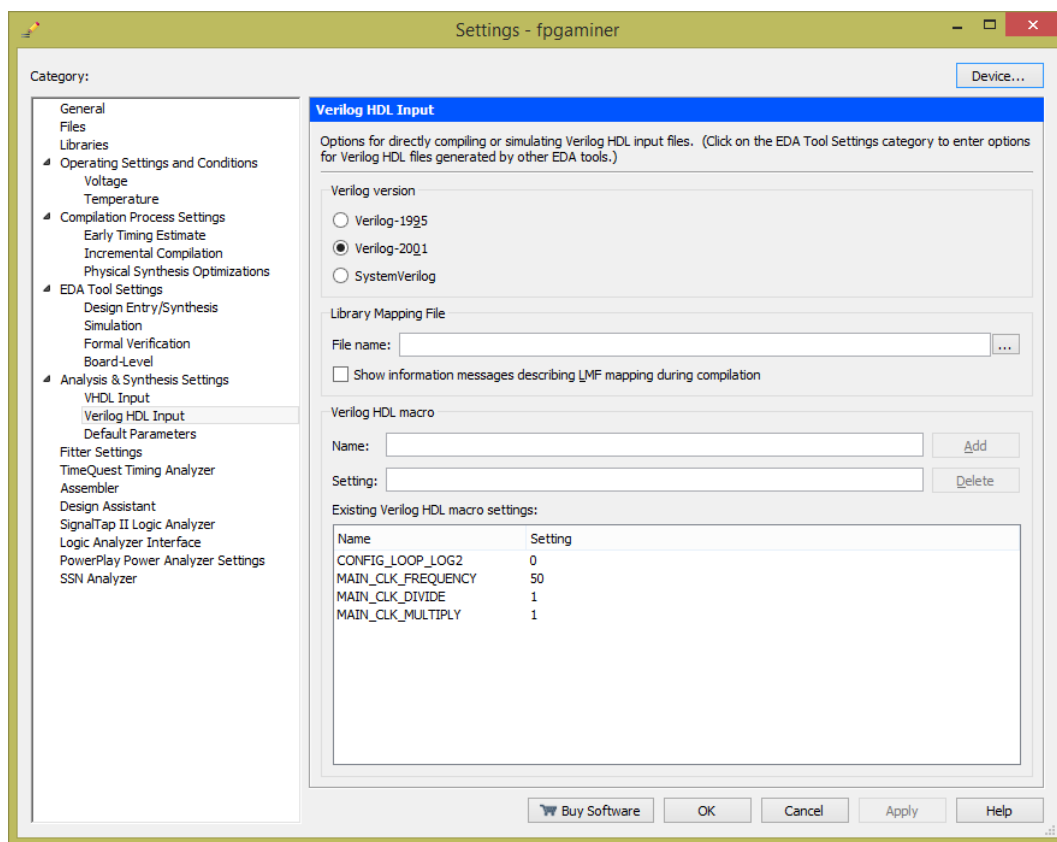 Settings - fpgaminer
Category:
Device...
General
Files
Libraries
Operating Settings and Conditions
Voltage
Temperature
Compilation Process Settings
Early Timing Estimate
Incremental Compilation
Physical Synthesis Optimizations
EDA Tool Settings
Design Entry/Synthesis
Simulation
Formal Verification
Board-Level
Analysis & Synthesis Settings
VHDL Input
Verilog HDL Input
Default Parameters
Fitter Settings
TimeQuest Timing Analyzer
Assembler
Design Assistant
SignalTap II Logic Analyzer
Logic Analyzer Interface
PowerPlay Power Analyzer Settings
SSN Analyzer
Verilog HDL Input
Options for directly compiling or simulating Verilog HDL input files. (Click on the EDA Tool Settings category to enter options
for Verilog HDL files generated by other EDA tools.)
Verilog version
Verilog-1995
Verilog-2001
SystemVerilog
Library Mapping File
File name:
...
Show information messages describing LMF mapping during compilation
Verilog HDL macro
Name:
Add
Setting:
Delete
Existing Verilog HDL macro settings:
Name Setting
CONFIG_LOOP_LOG2 0
MAIN_CLK_FREQUENCY 50
MAIN_CLK_DIVIDE 1
MAIN_CLK_MULTIPLY 1
Buy Software OK Cancel Apply Help